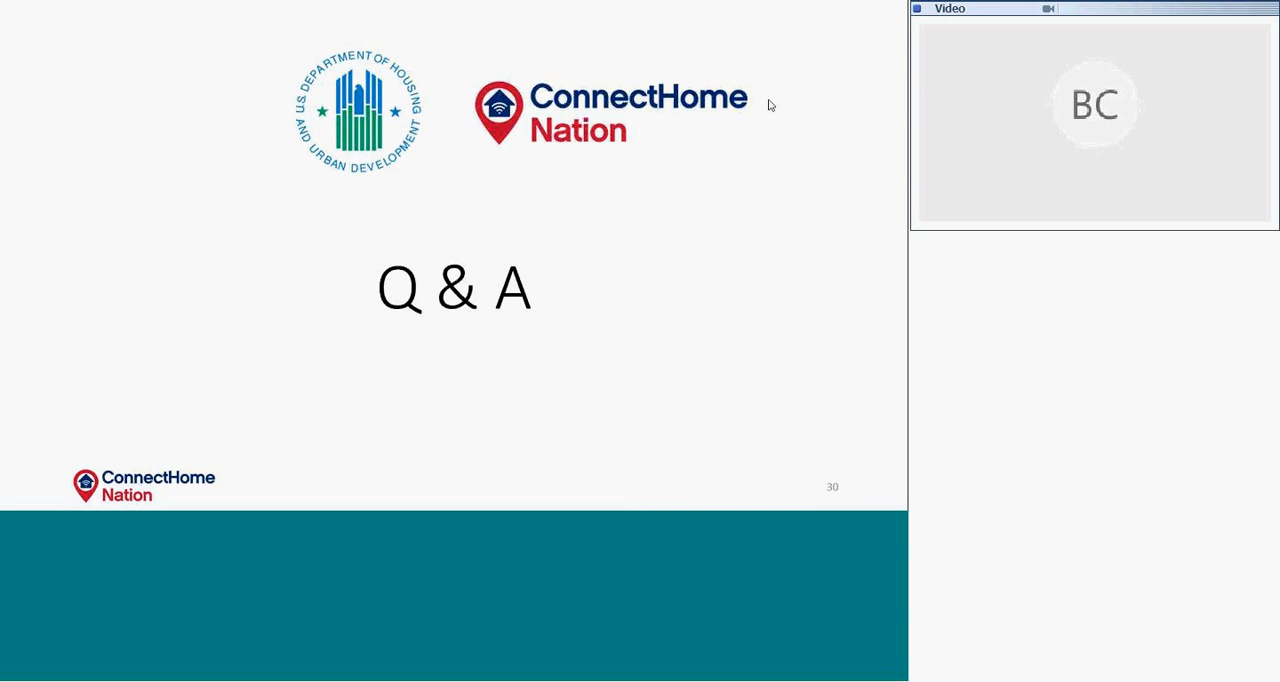 U.S. DEPARTMENT OF HOUSING
AND URBAN DEVELOPMENT
ConnectHome
Nation
Q & A
ConnectHome
Nation
30
Video
BC